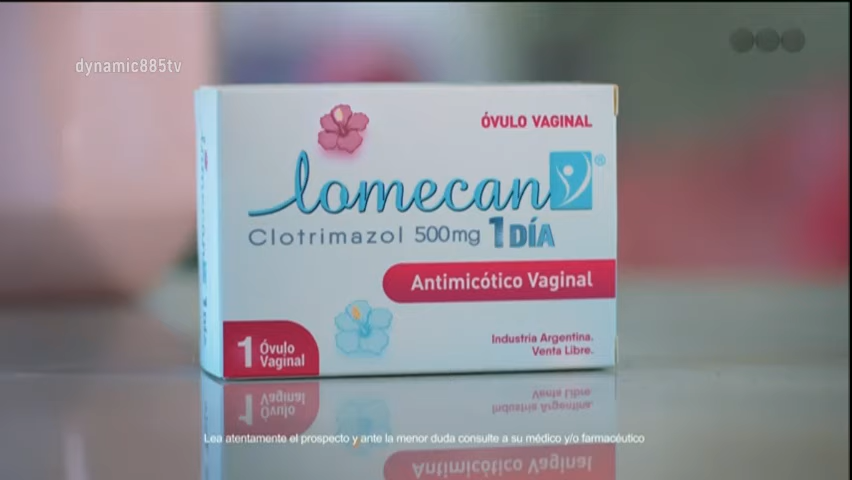 dynamic885tv
ÓVULO VAGINAL
lomecan V®
Clotrimazol 500mg 1 DÍA
Antimicótico Vaginal
1 Óvulo
Vaginal
Industria Argentina.
Venta Libre.
Lea atentamente el prospecto y ante la menor duda consulte a su médico y/o farmacéutico